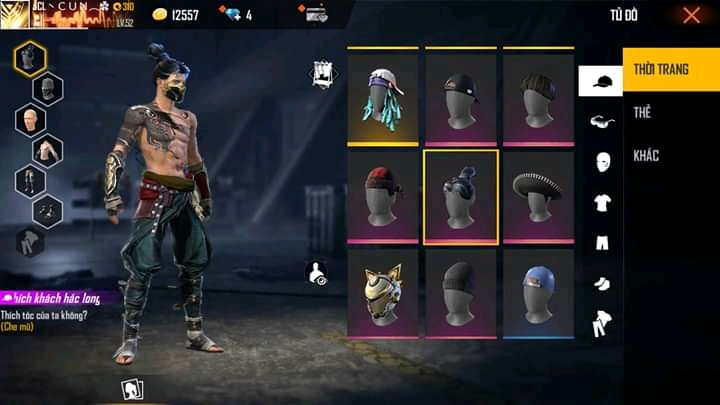 CUN
310
LV.52
12557
4
TỦ ĐỒ
THỜI TRANG
THẺ
KHÁC
hích khách hắc long
Thích tóc của ta không?
(Che mũ)